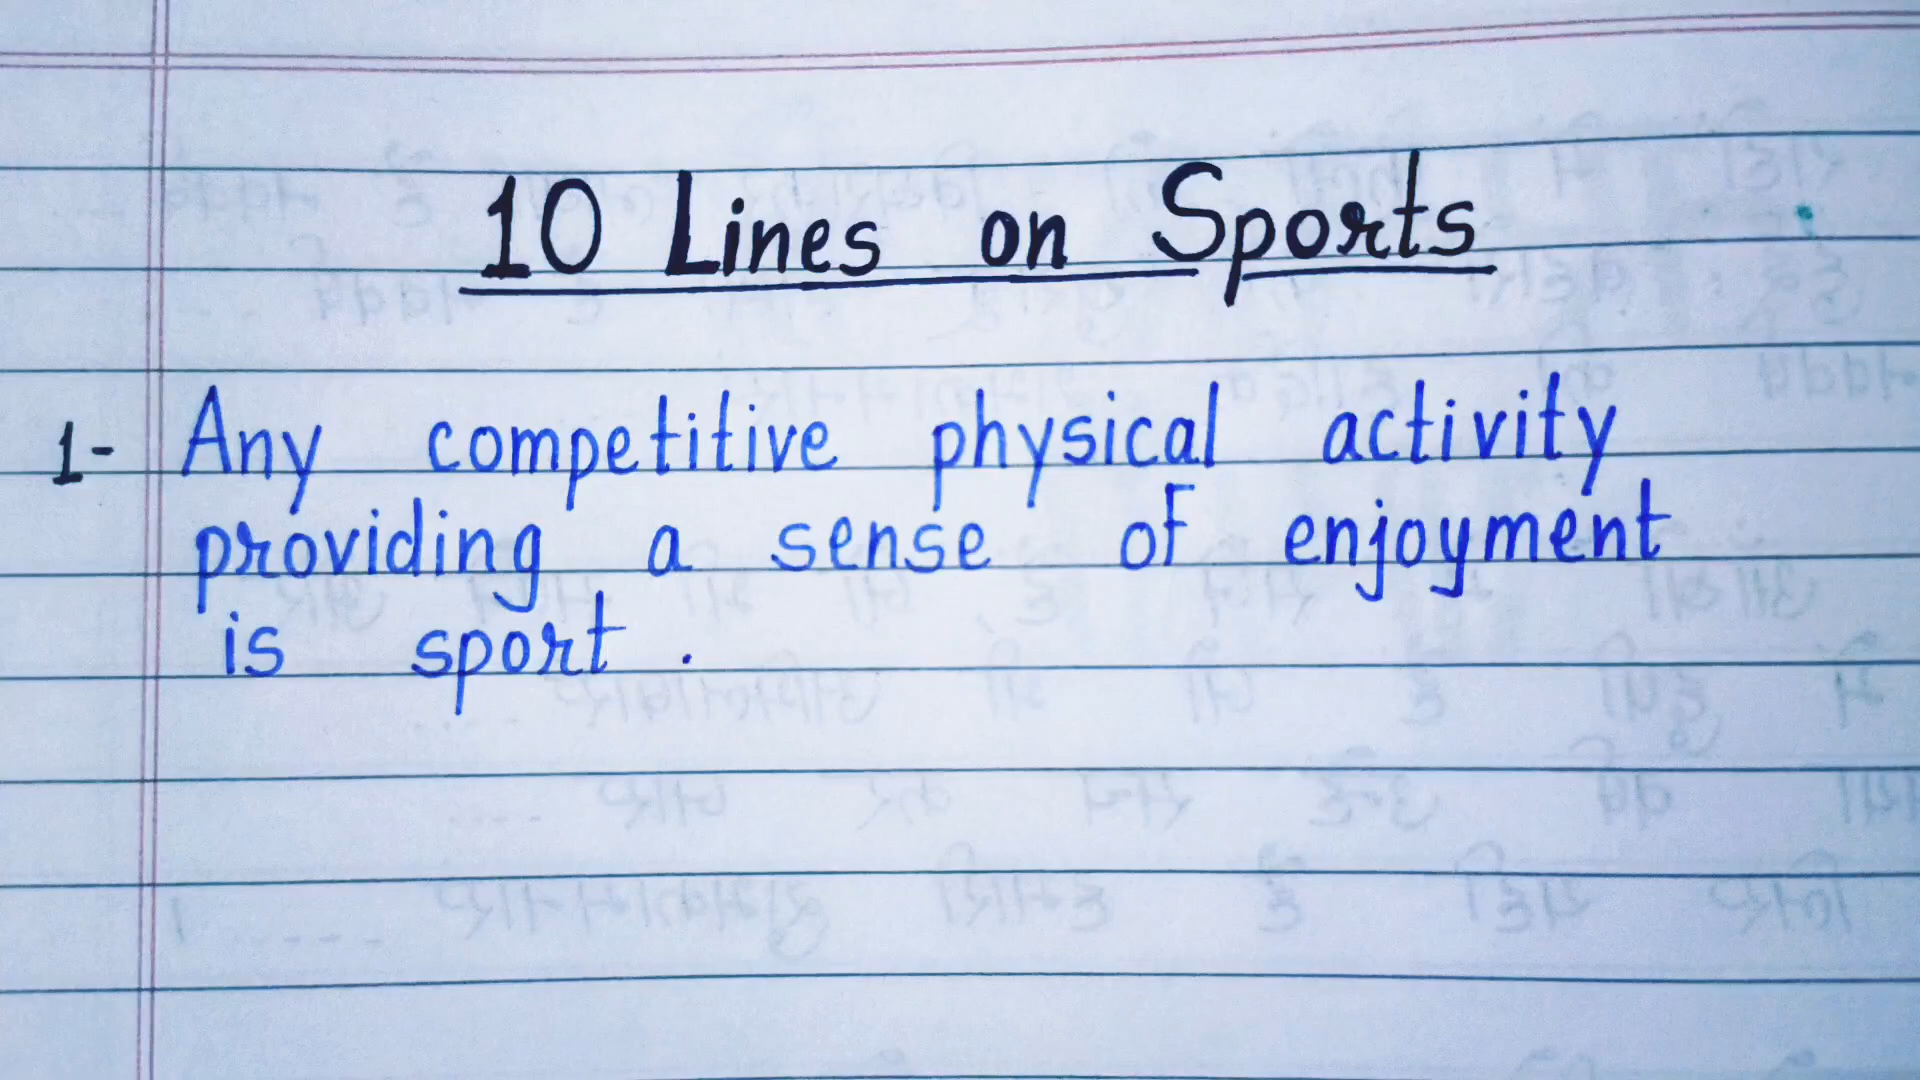 10 Lines on Sports
1- Any competitive physical activity
providing a sense of enjoyment
is sport.